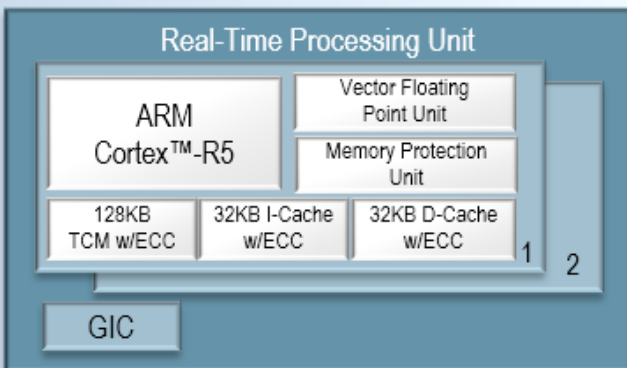 Real-Time Processing Unit
ARM
Cortex™-R5
Vector Floating
Point Unit
Memory Protection
Unit
128KB
TCM w/ECC
32KB I-Cache
w/ECC
32KB D-Cache
w/ECC
1
2
GIC